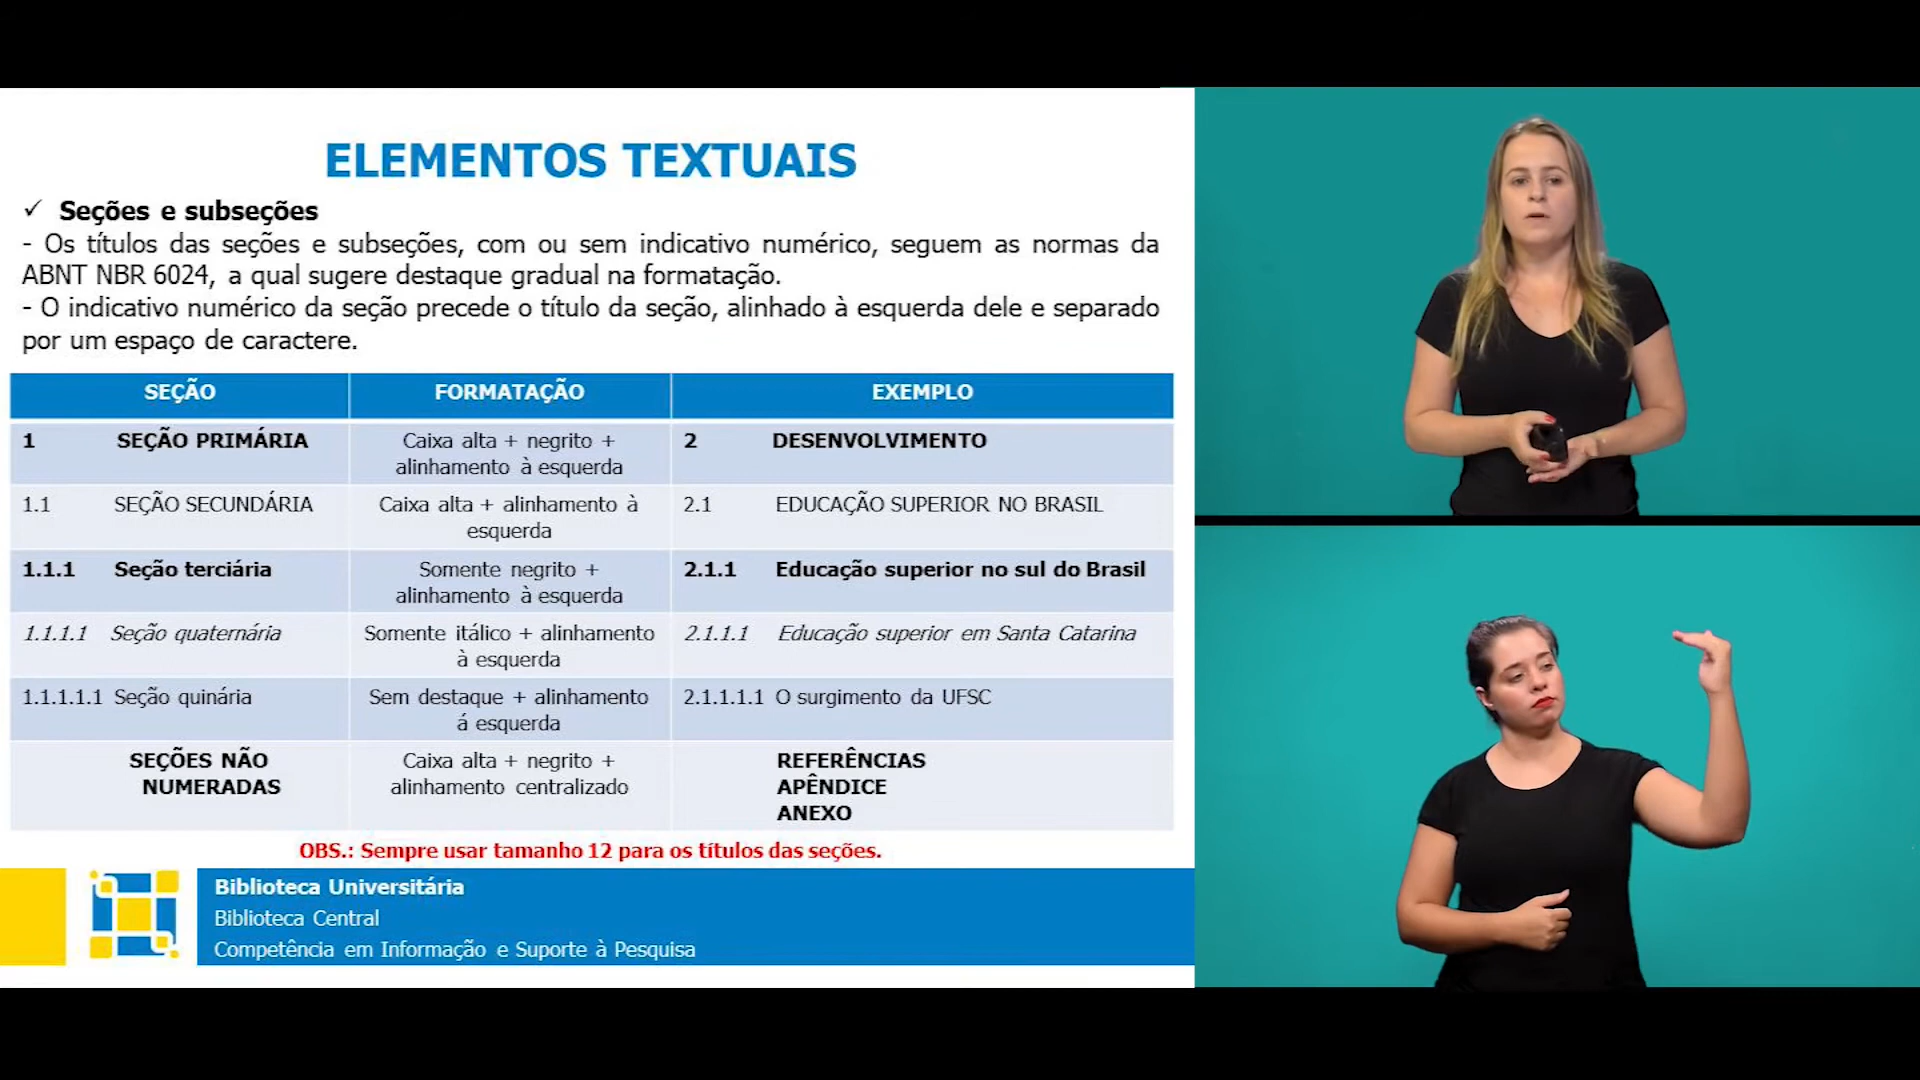 ELEMENTOS TEXTUAIS
✓ Seções e subseções
- Os títulos das seções e subseções, com ou sem indicativo numérico, seguem as normas da
ABNT NBR 6024, a qual sugere destaque gradual na formatação.
- O indicativo numérico da seção precede o título da seção, alinhado à esquerda dele e separado
por um espaço de caractere.
SEÇÃO FORMATAÇÃO EXEMPLO
1 SEÇÃO PRIMÁRIA Caixa alta + negrito + 2 DESENVOLVIMENTO
alinhamento à esquerda
1.1 SEÇÃO SECUNDÁRIA Caixa alta + alinhamento à 2.1 EDUCAÇÃO SUPERIOR NO BRASIL
esquerda
1.1.1 Seção terciária Somente negrito + 2.1.1 Educação superior no sul do Brasil
alinhamento à esquerda
1.1.1.1 Seção quaternária Somente itálico + alinhamento 2.1.1.1 Educação superior em Santa Catarina
à esquerda
1.1.1.1.1 Seção quinária Sem destaque + alinhamento 2.1.1.1.1 O surgimento da UFSC
á esquerda
SEÇÕES NÃO Caixa alta + negrito + REFERÊNCIAS
NUMERADAS alinhamento centralizado APÊNDICE
ANEXO
OBS.: Sempre usar tamanho 12 para os títulos das seções.
Biblioteca Universitária
Biblioteca Central
Competência em Informação e Suporte à Pesquisa